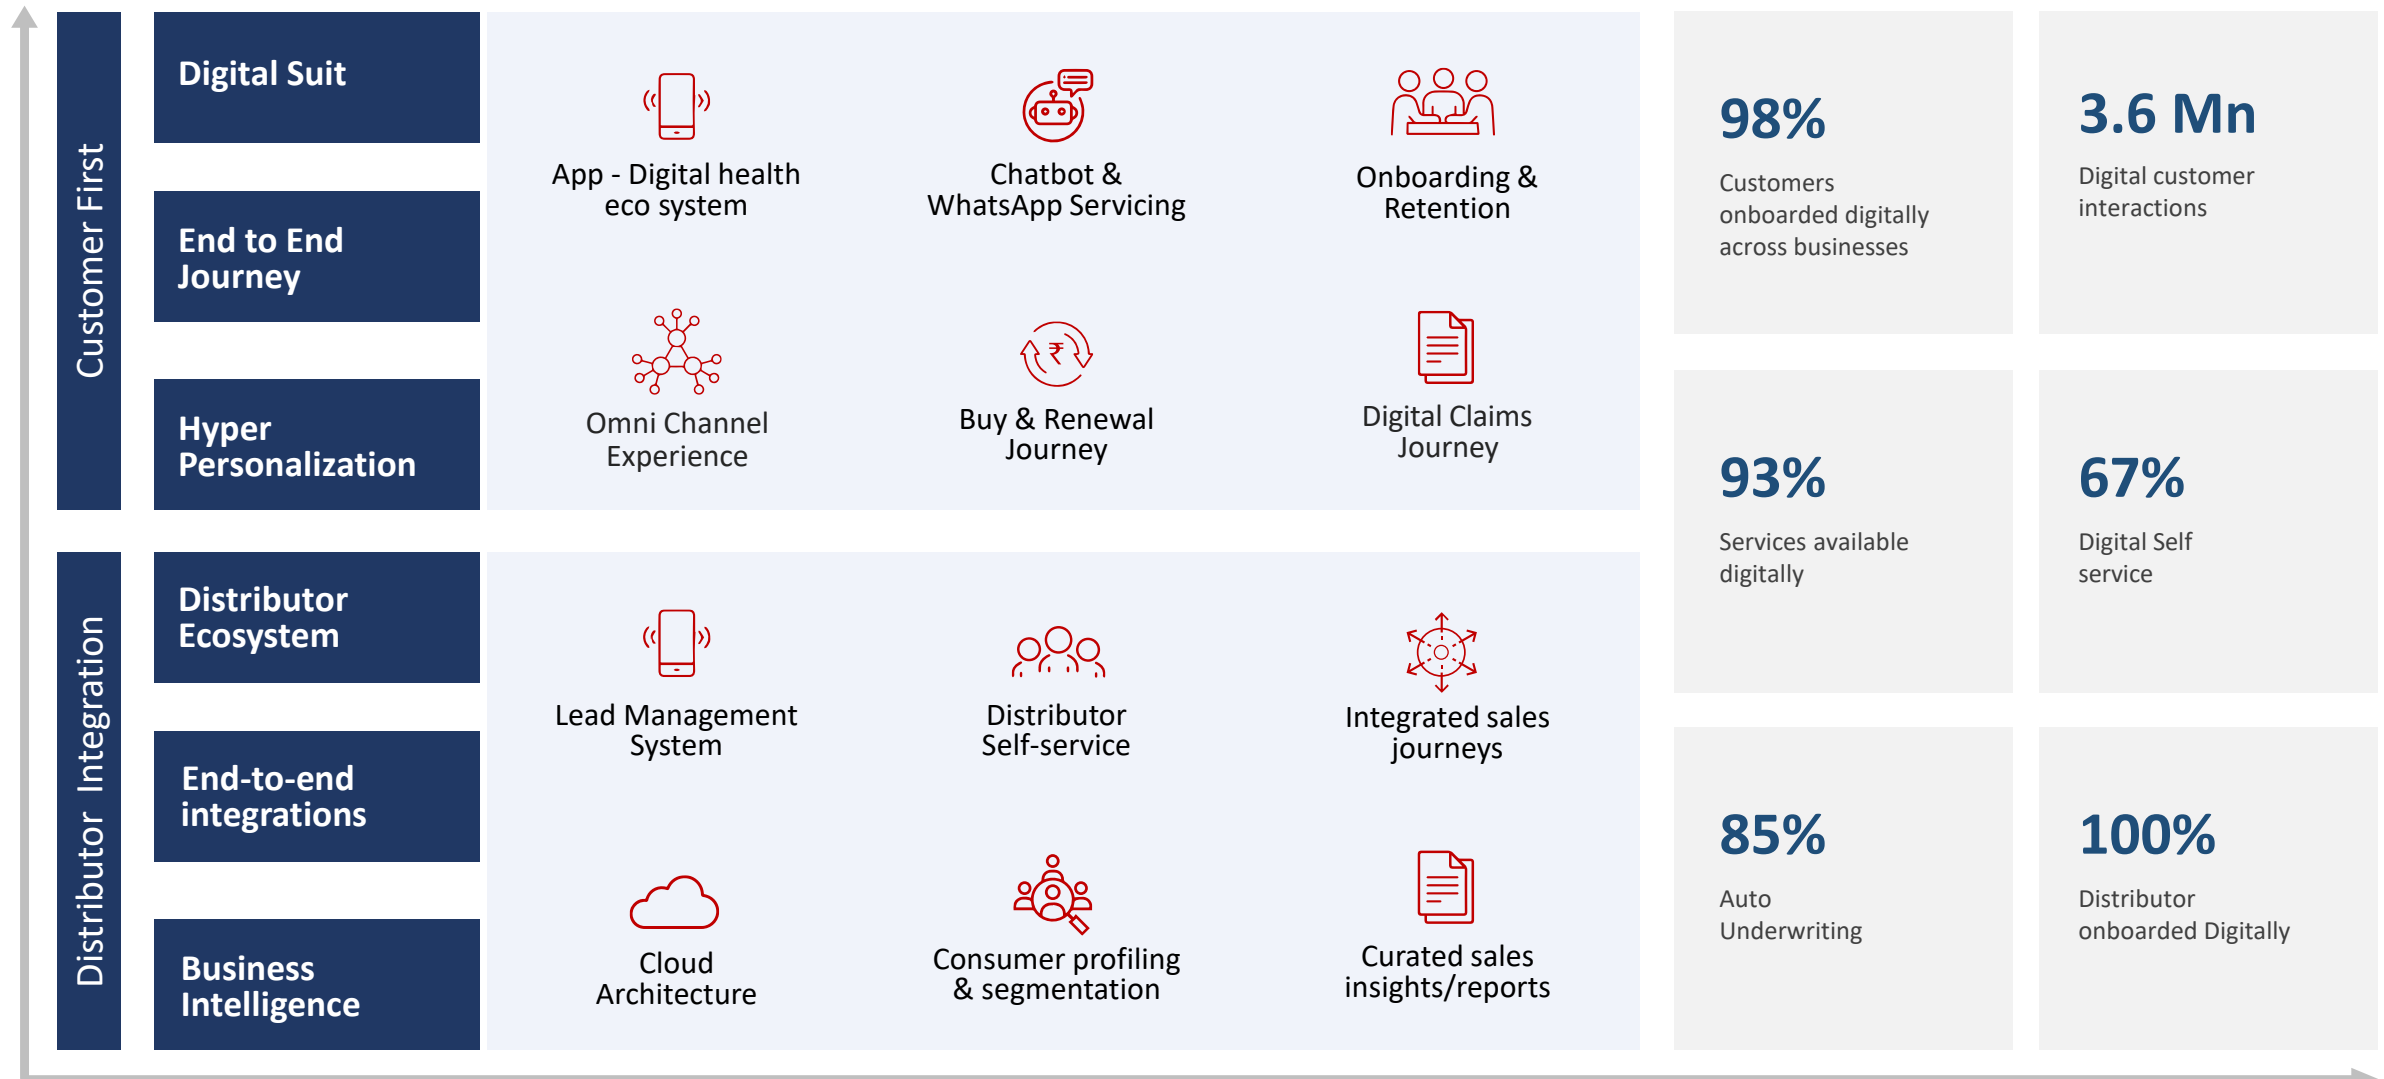 Customer First
Digital Suit
End to End
Journey
Hyper
Personalization
App - Digital health
eco system
Chatbot &
WhatsApp Servicing
Onboarding &
Retention
Omni Channel
Experience
₹
Buy & Renewal
Journey
Digital Claims
Journey
Distributor Integration
Distributor
Ecosystem
End-to-end
integrations
Business
Intelligence
Lead Management
System
Distributor
Self-service
Integrated sales
journeys
Cloud
Architecture
Consumer profiling
& segmentation
Curated sales
insights/reports
98%
Customers
onboarded digitally
across businesses
3.6 Mn
Digital customer
interactions
93%
Services available
digitally
67%
Digital Self
service
85%
Auto
Underwriting
100%
Distributor
onboarded Digitally